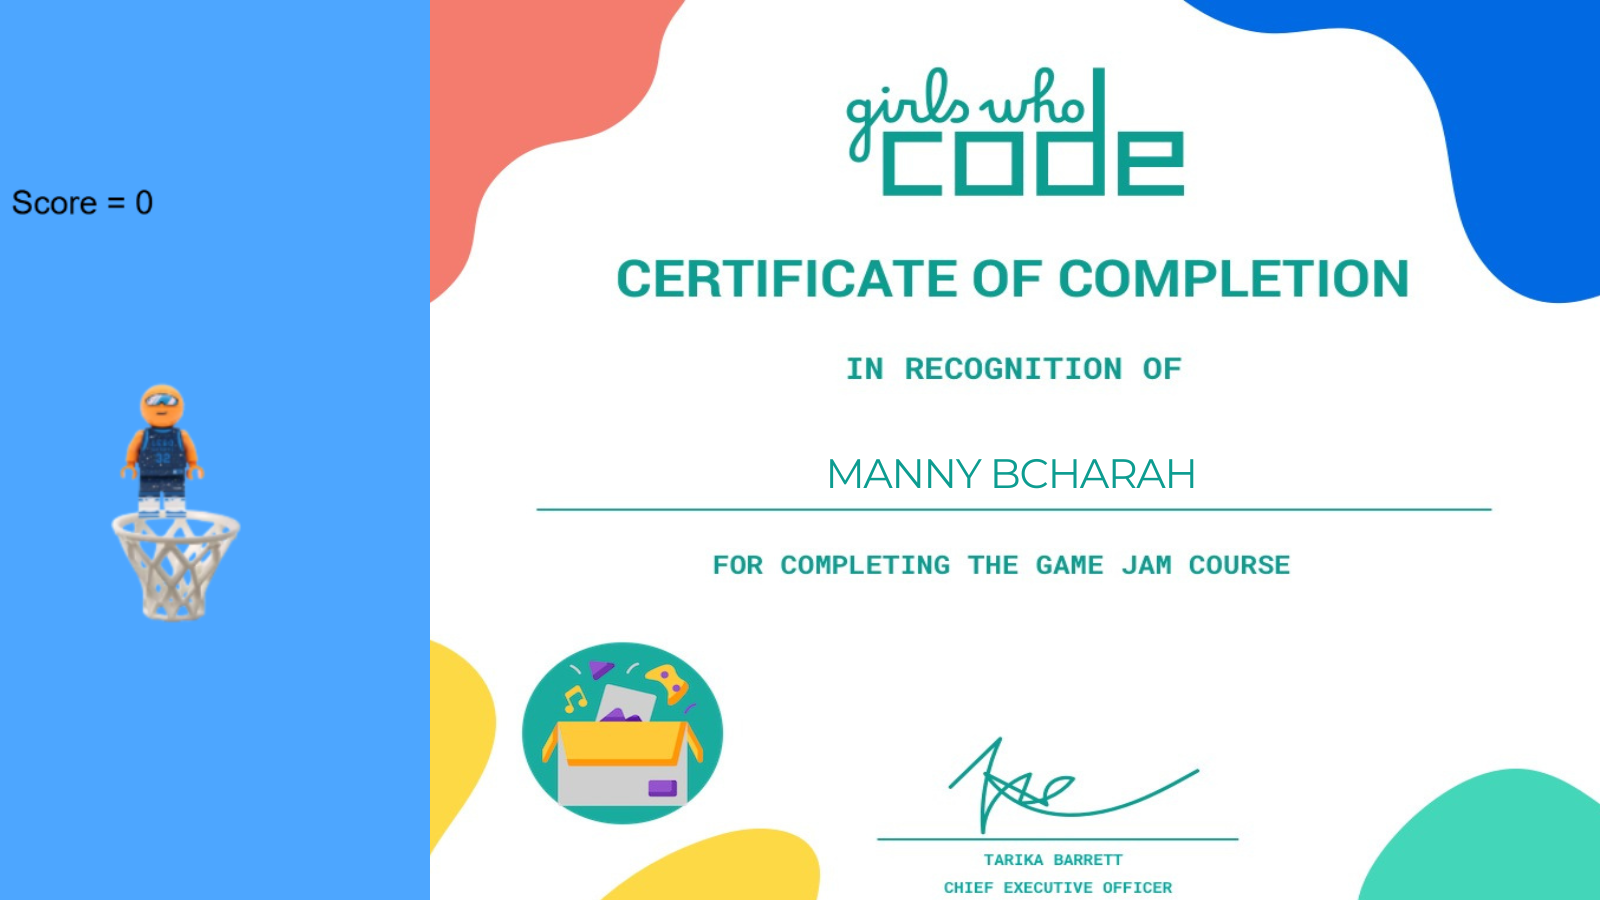 Score = 0
girls who
code
CERTIFICATE OF COMPLETION
IN RECOGNITION OF
MANNY BCHARAH
FOR COMPLETING THE GAME JAM COURSE
32
TARIKA BARRETT
CHIEF EXECUTIVE OFFICER